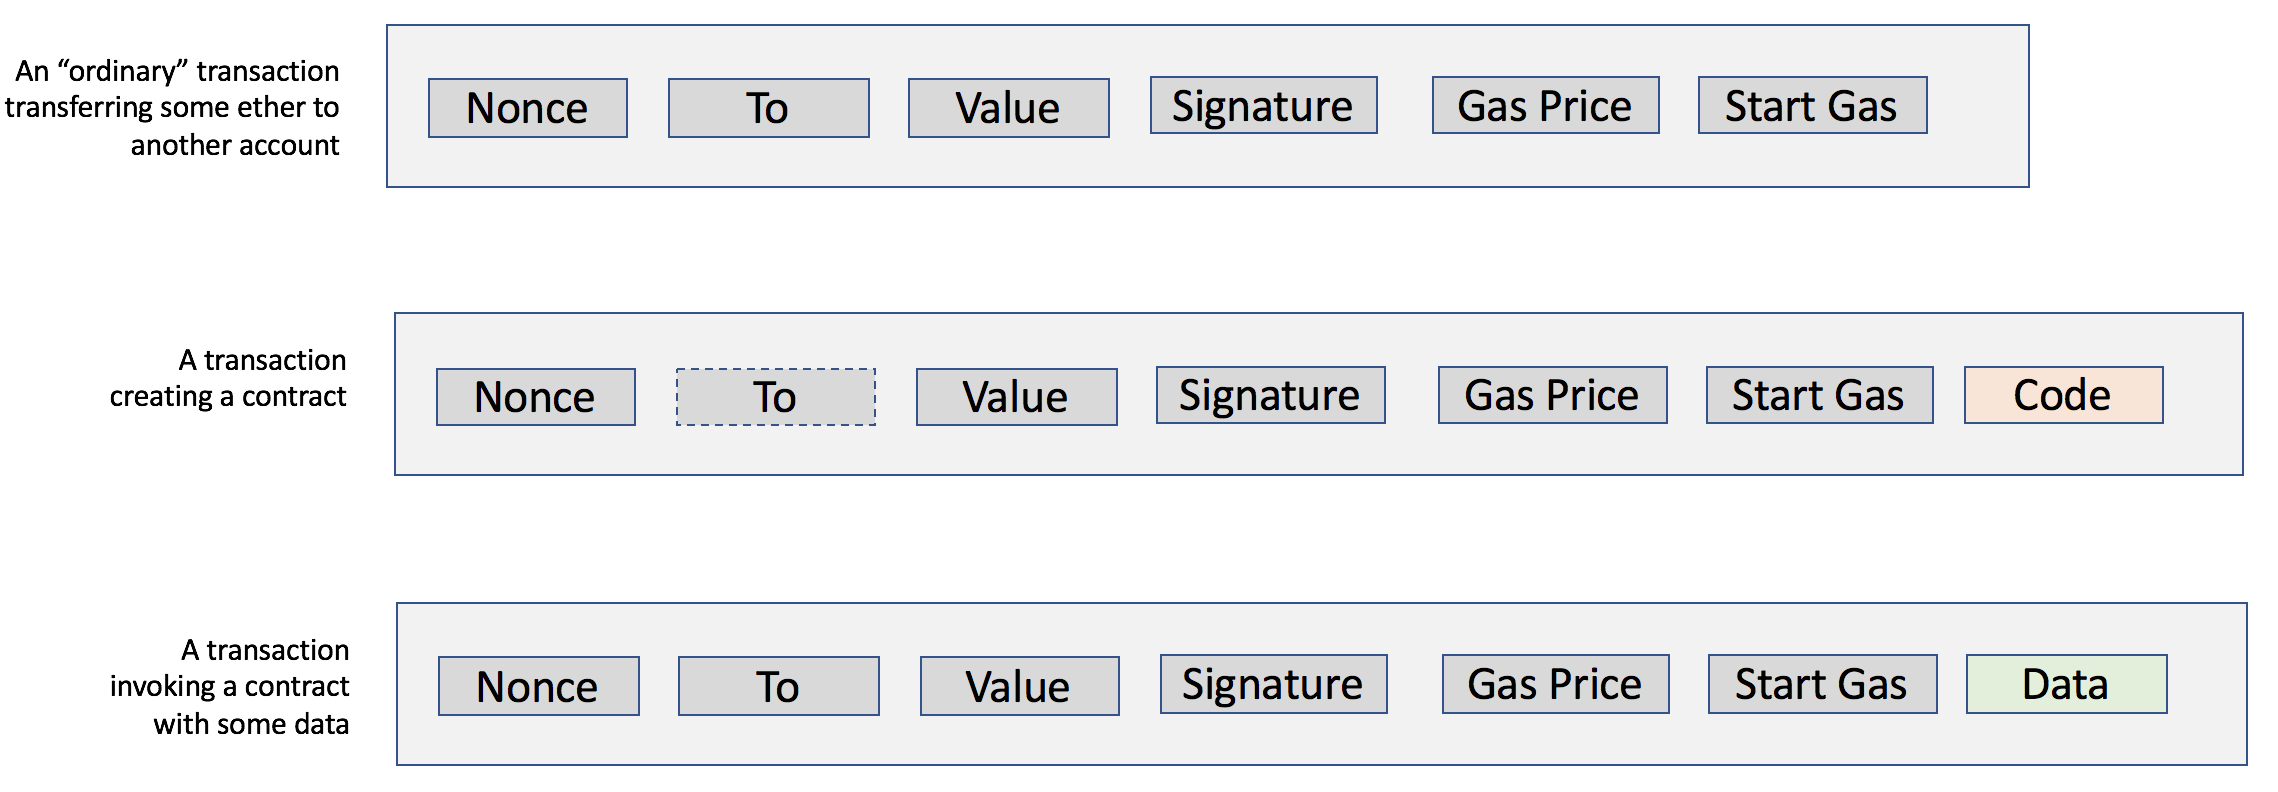 An “ordinary” transaction
transferring some ether to
another account
Nonce To Value Signature Gas Price Start Gas
A transaction
creating a contract
Nonce To Value Signature Gas Price Start Gas Code
A transaction
invoking a contract
with some data
Nonce To Value Signature Gas Price Start Gas Data